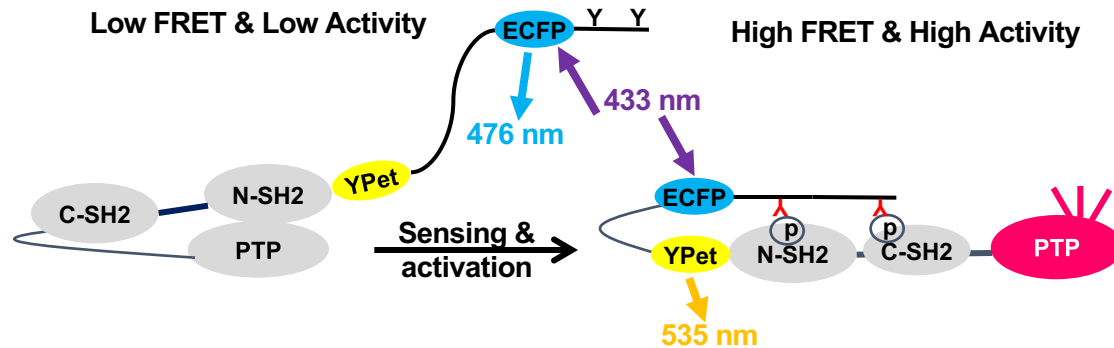 Low FRET & Low Activity
High FRET & High Activity
ECFP
Y Y
433 nm
476 nm
YPet
N-SH2
C-SH2
PTP
Sensing &
activation
ECFP
p
p
YPet
N-SH2
C-SH2
PTP
535 nm